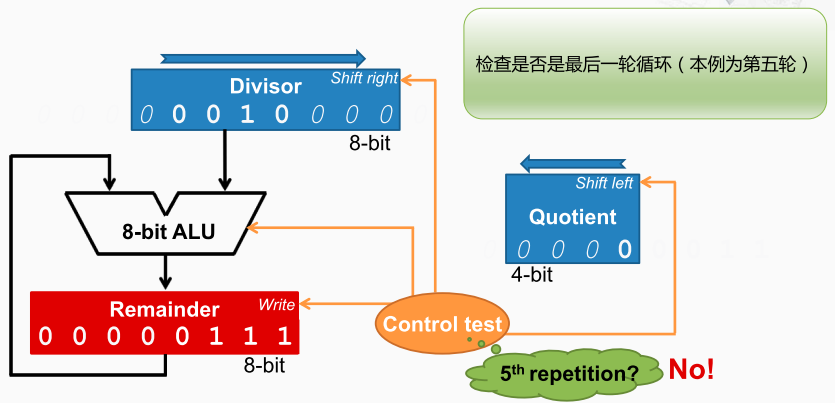 检查是否是最后一轮循环（本例为第五轮）
Shift right
Divisor
0 0 0 1 0 0 0 0
8-bit
Shift left
Quotient
0 0 0 0
4-bit
8-bit ALU
Remainder
Write
0 0 0 0 0 1 1 1
8-bit
Control test
5th repetition?
No!